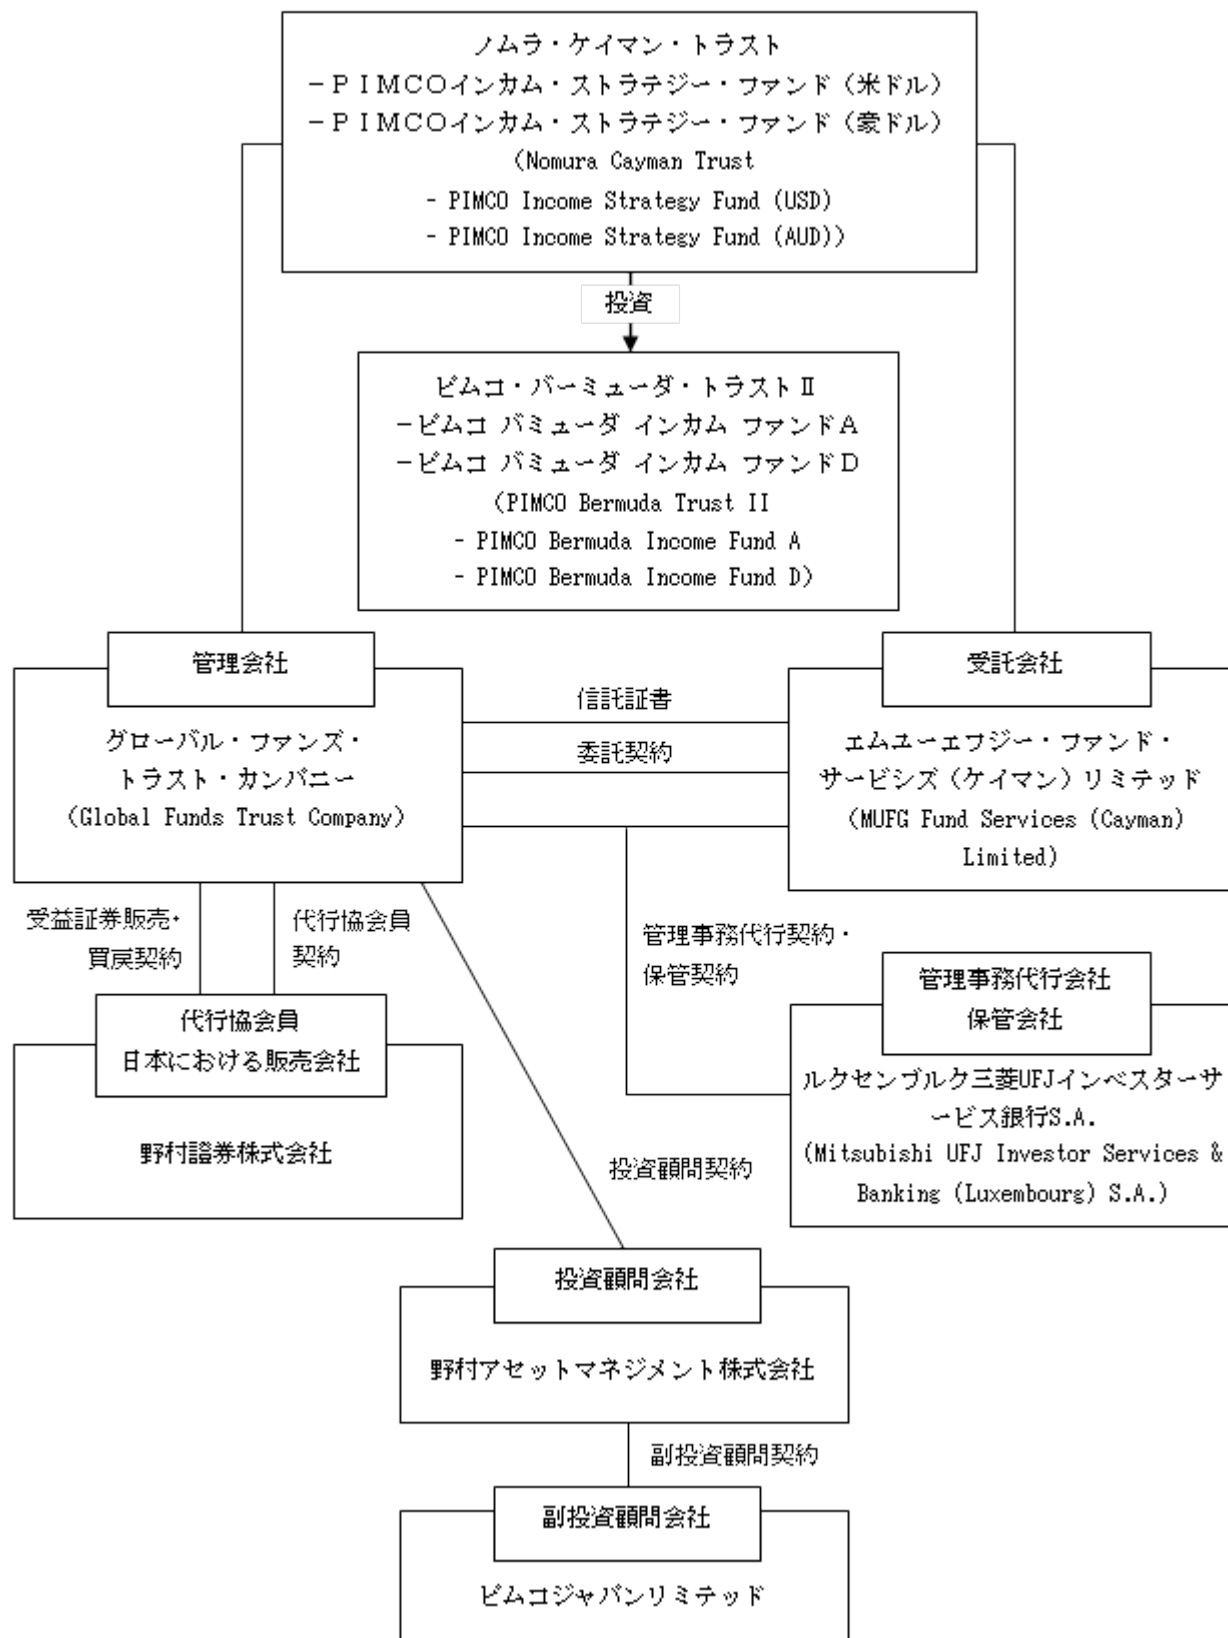 ノムラ・ケイマン・トラスト
－ＰＩＭＣＯインカム・ストラテジー・ファンド（米ドル）
－ＰＩＭＣＯインカム・ストラテジー・ファンド（豪ドル）
(Nomura Cayman Trust
- PIMCO Income Strategy Fund (USD)
- PIMCO Income Strategy Fund (AUD))
投資
ピムコ・バーミューダ・トラストⅡ
－ピムコ バミューダ インカム ファンドＡ
－ピムコ バミューダ インカム ファンドＤ
(PIMCO Bermuda Trust II
- PIMCO Bermuda Income Fund A
- PIMCO Bermuda Income Fund D)
管理会社
グローバル・ファンズ・
トラスト・カンパニー
(Global Funds Trust Company)
信託証書
委託契約
受託会社
エムユーエフジー・ファンド・
サービシズ（ケイマン）リミテッド
(MUFG Fund Services (Cayman)
Limited)
受益証券販売・
買戻契約
代行協会員
契約
管理事務代行契約・
保管契約
代行協会員
日本における販売会社
野村證券株式会社
管理事務代行会社
保管会社
ルクセンブルク三菱UFJインベスターサ
ービス銀行S.A.
(Mitsubishi UFJ Investor Services &
Banking (Luxembourg) S.A.)
投資顧問契約
投資顧問会社
野村アセットマネジメント株式会社
副投資顧問契約
副投資顧問会社
ピムコジャパンリミテッド